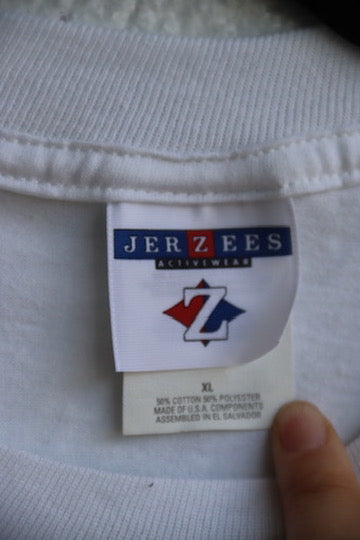 JERZEES
ACTIVEWEAR
Z
XL
50% COTTON 50% POLYESTER
MADE OF U.S.A. COMPONENTS
ASSEMBLED IN EL SALVADOR